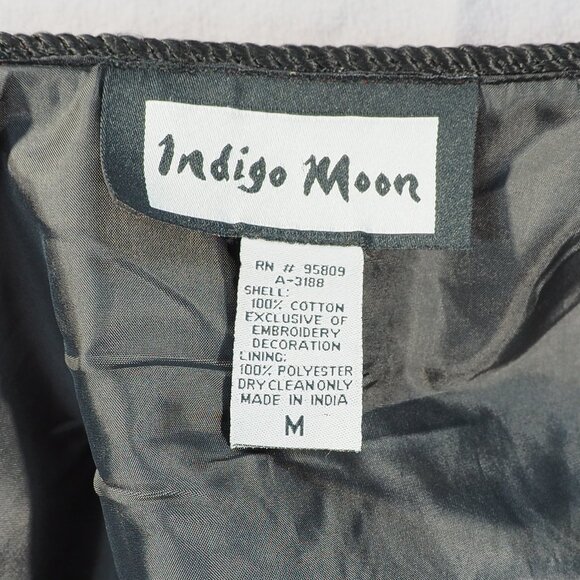 Indigo Moon
RN # 95809
A-3188
SHELL:
100% COTTON
EXCLUSIVE OF
EMBROIDERY
DECORATION
LINING:
100% POLYESTER
DRY CLEAN ONLY
MADE IN INDIA
M